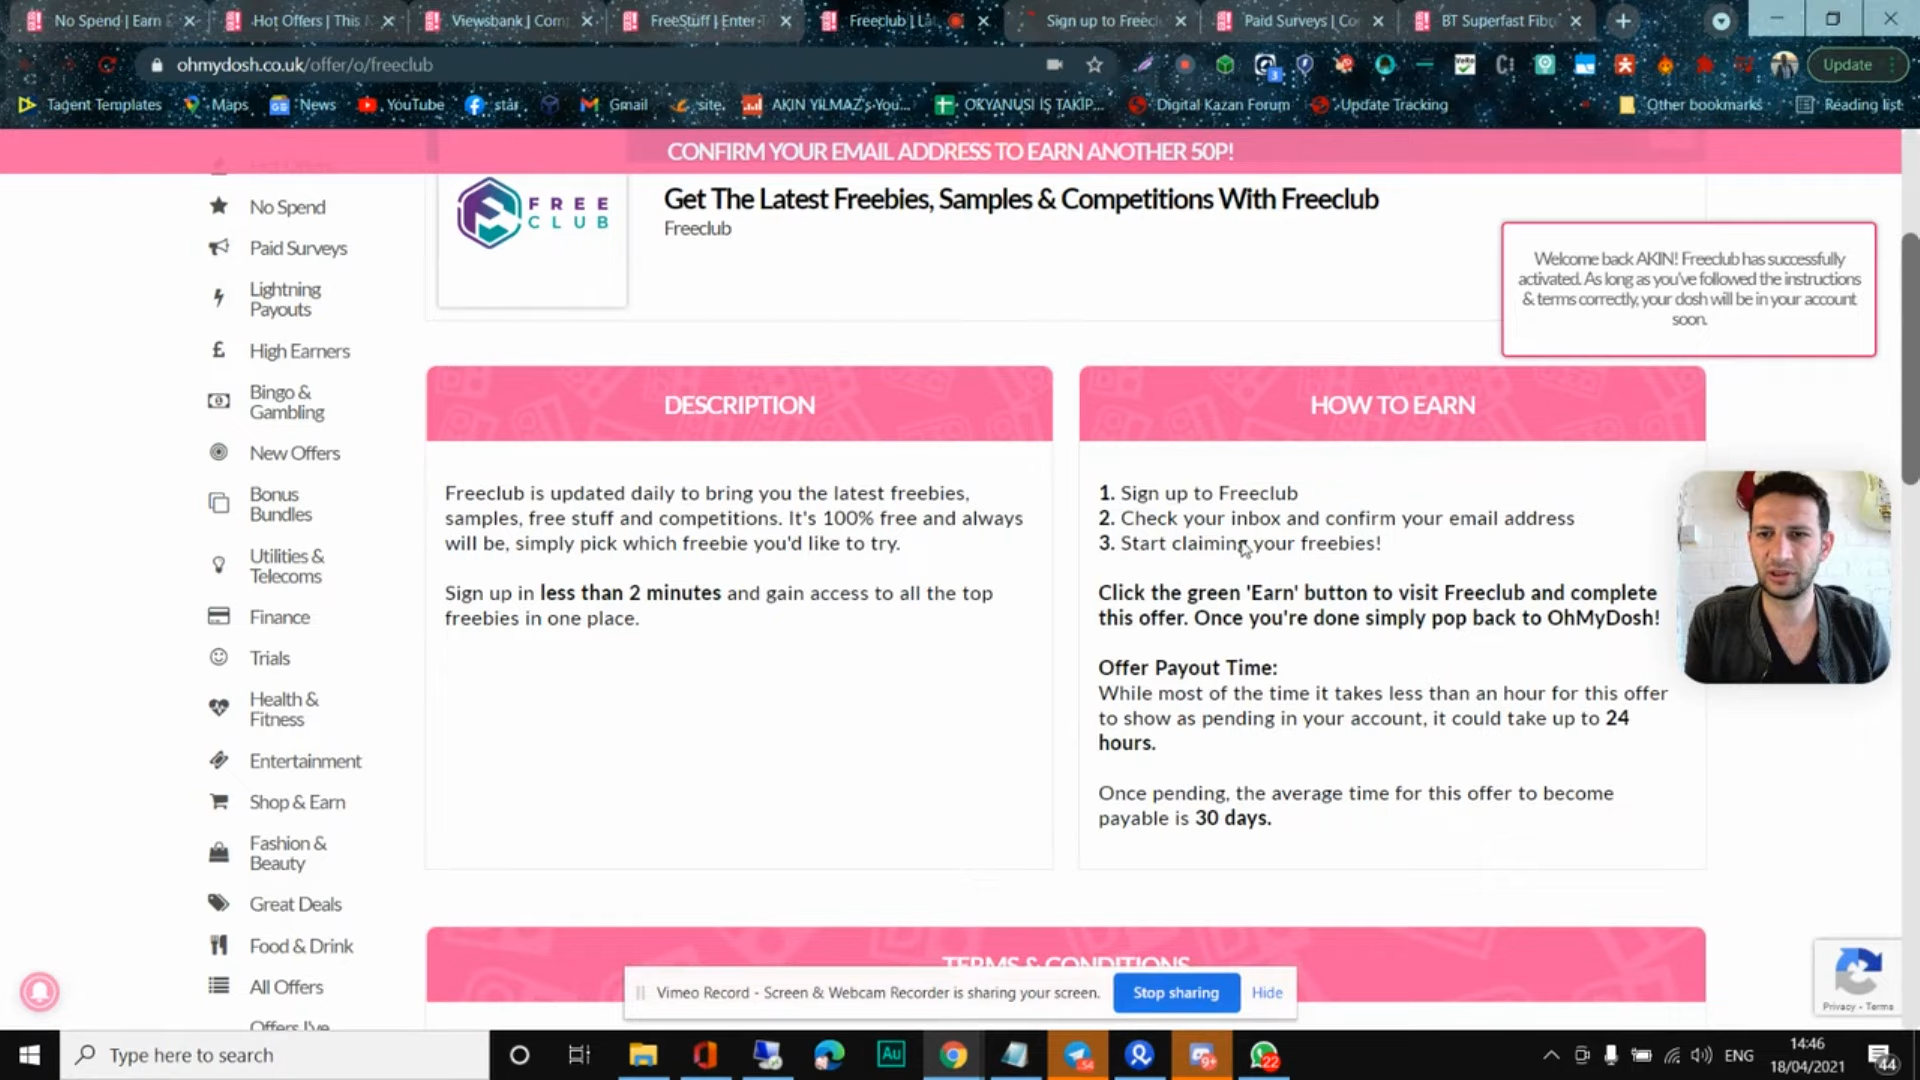 No Spend | Earn
Hot Offers | This
Viewsbank | Com
FreeStuff | Enter
Freeclub | La
Sign up to Freecl
Paid Surveys | Co
BT Superfast Fib
ohmydosh.co.uk/offer/o/freeclub
Update
Tagent Templates
Maps
News
YouTube
star
Gmail
site.
AKIN YILMAZ's You...
OKYANUSI İŞ TAKİP...
Digital Kazan Forum
Update Tracking
Other bookmarks
Reading list
CONFIRM YOUR EMAIL ADDRESS TO EARN ANOTHER 50P!
No Spend
Paid Surveys
Lightning
Payouts
High Earners
Bingo &
Gambling
New Offers
Bonus
Bundles
Utilities &
Telecoms
Finance
Trials
Health &
Fitness
Entertainment
Shop & Earn
Fashion &
Beauty
Great Deals
Food & Drink
All Offers
Offers I've
FREE
CLUB
Get The Latest Freebies, Samples & Competitions With Freeclub
Freeclub
Welcome back AKIN! Freeclub has successfully
activated. As long as you've followed the instructions
& terms correctly, your dosh will be in your account
soon.
DESCRIPTION
Freeclub is updated daily to bring you the latest freebies,
samples, free stuff and competitions. It's 100% free and always
will be, simply pick which freebie you'd like to try.
Sign up in less than 2 minutes and gain access to all the top
freebies in one place.
HOW TO EARN
1. Sign up to Freeclub
2. Check your inbox and confirm your email address
3. Start claiming your freebies!
Click the green 'Earn' button to visit Freeclub and complete
this offer. Once you're done simply pop back to OhMyDosh!
Offer Payout Time:
While most of the time it takes less than an hour for this offer
to show as pending in your account, it could take up to 24
hours.
Once pending, the average time for this offer to become
payable is 30 days.
TERMS & CONDITIONS
Vimeo Record - Screen & Webcam Recorder is sharing your screen.
Stop sharing
Hide
Privacy - Terms
Type here to search
Au
9+
22
ENG
14:46
18/04/2021
44